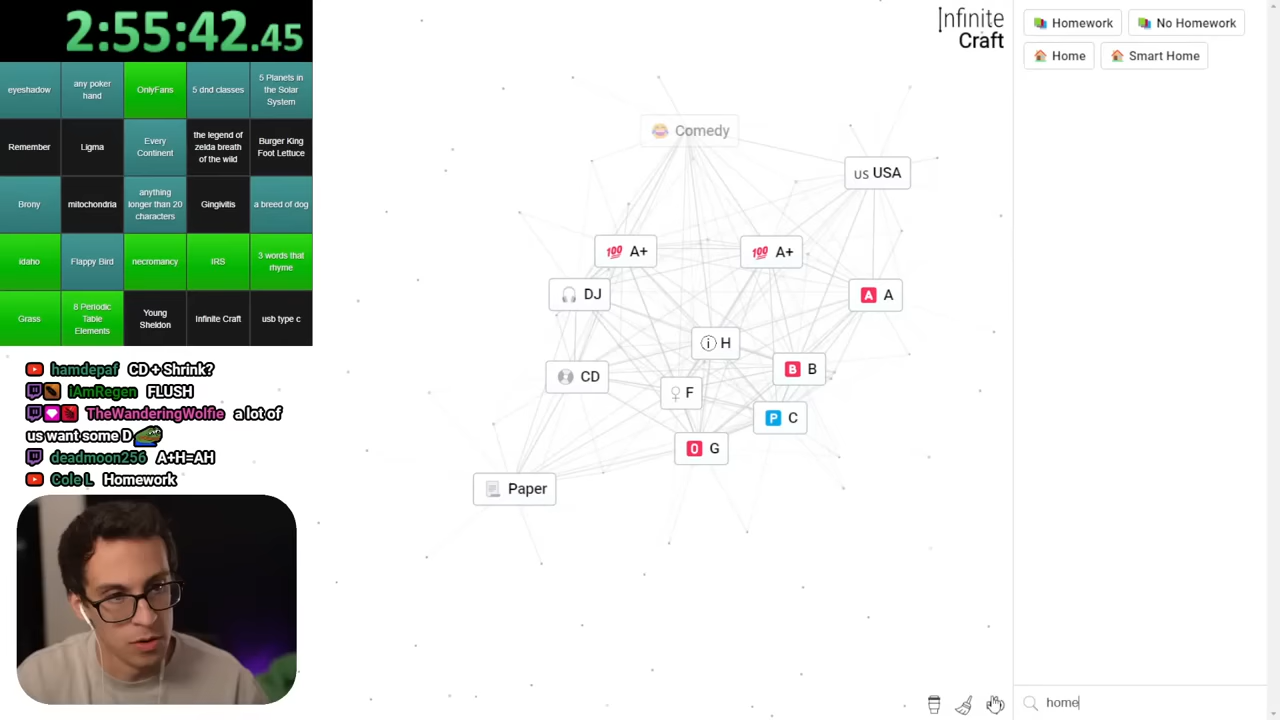 2:55:42.45
eyeshadow
any poker
hand
OnlyFans
5 dnd classes
5 Planets in
the Solar
System
Remember
Ligma
Every
Continent
the legend of
zelda breath
of the wild
Burger King
Foot Lettuce
Brony
mitochondria
anything
longer than 20
characters
Gingivitis
a breed of dog
idaho
Flappy Bird
necromancy
IRS
3 words that
rhyme
Grass
8 Periodic
Table
Elements
Young
Sheldon
Infinite Craft
usb type c
hamdepaf CD + Shrink?
iAmRegen FLUSH
TheWanderingWolfie a lot of
us want some D
deadmoon256 A+H=AH
Cole L Homework
Infinite
Craft
😂 Comedy
US USA
💯 A+
💯 A+
🎧 DJ
🅰 A
ⓘ H
💿 CD
🅱 B
♀ F
🅿 C
🅾 G
📃 Paper
📚 Homework
📚 No Homework
🏠 Home
🏠 Smart Home
home